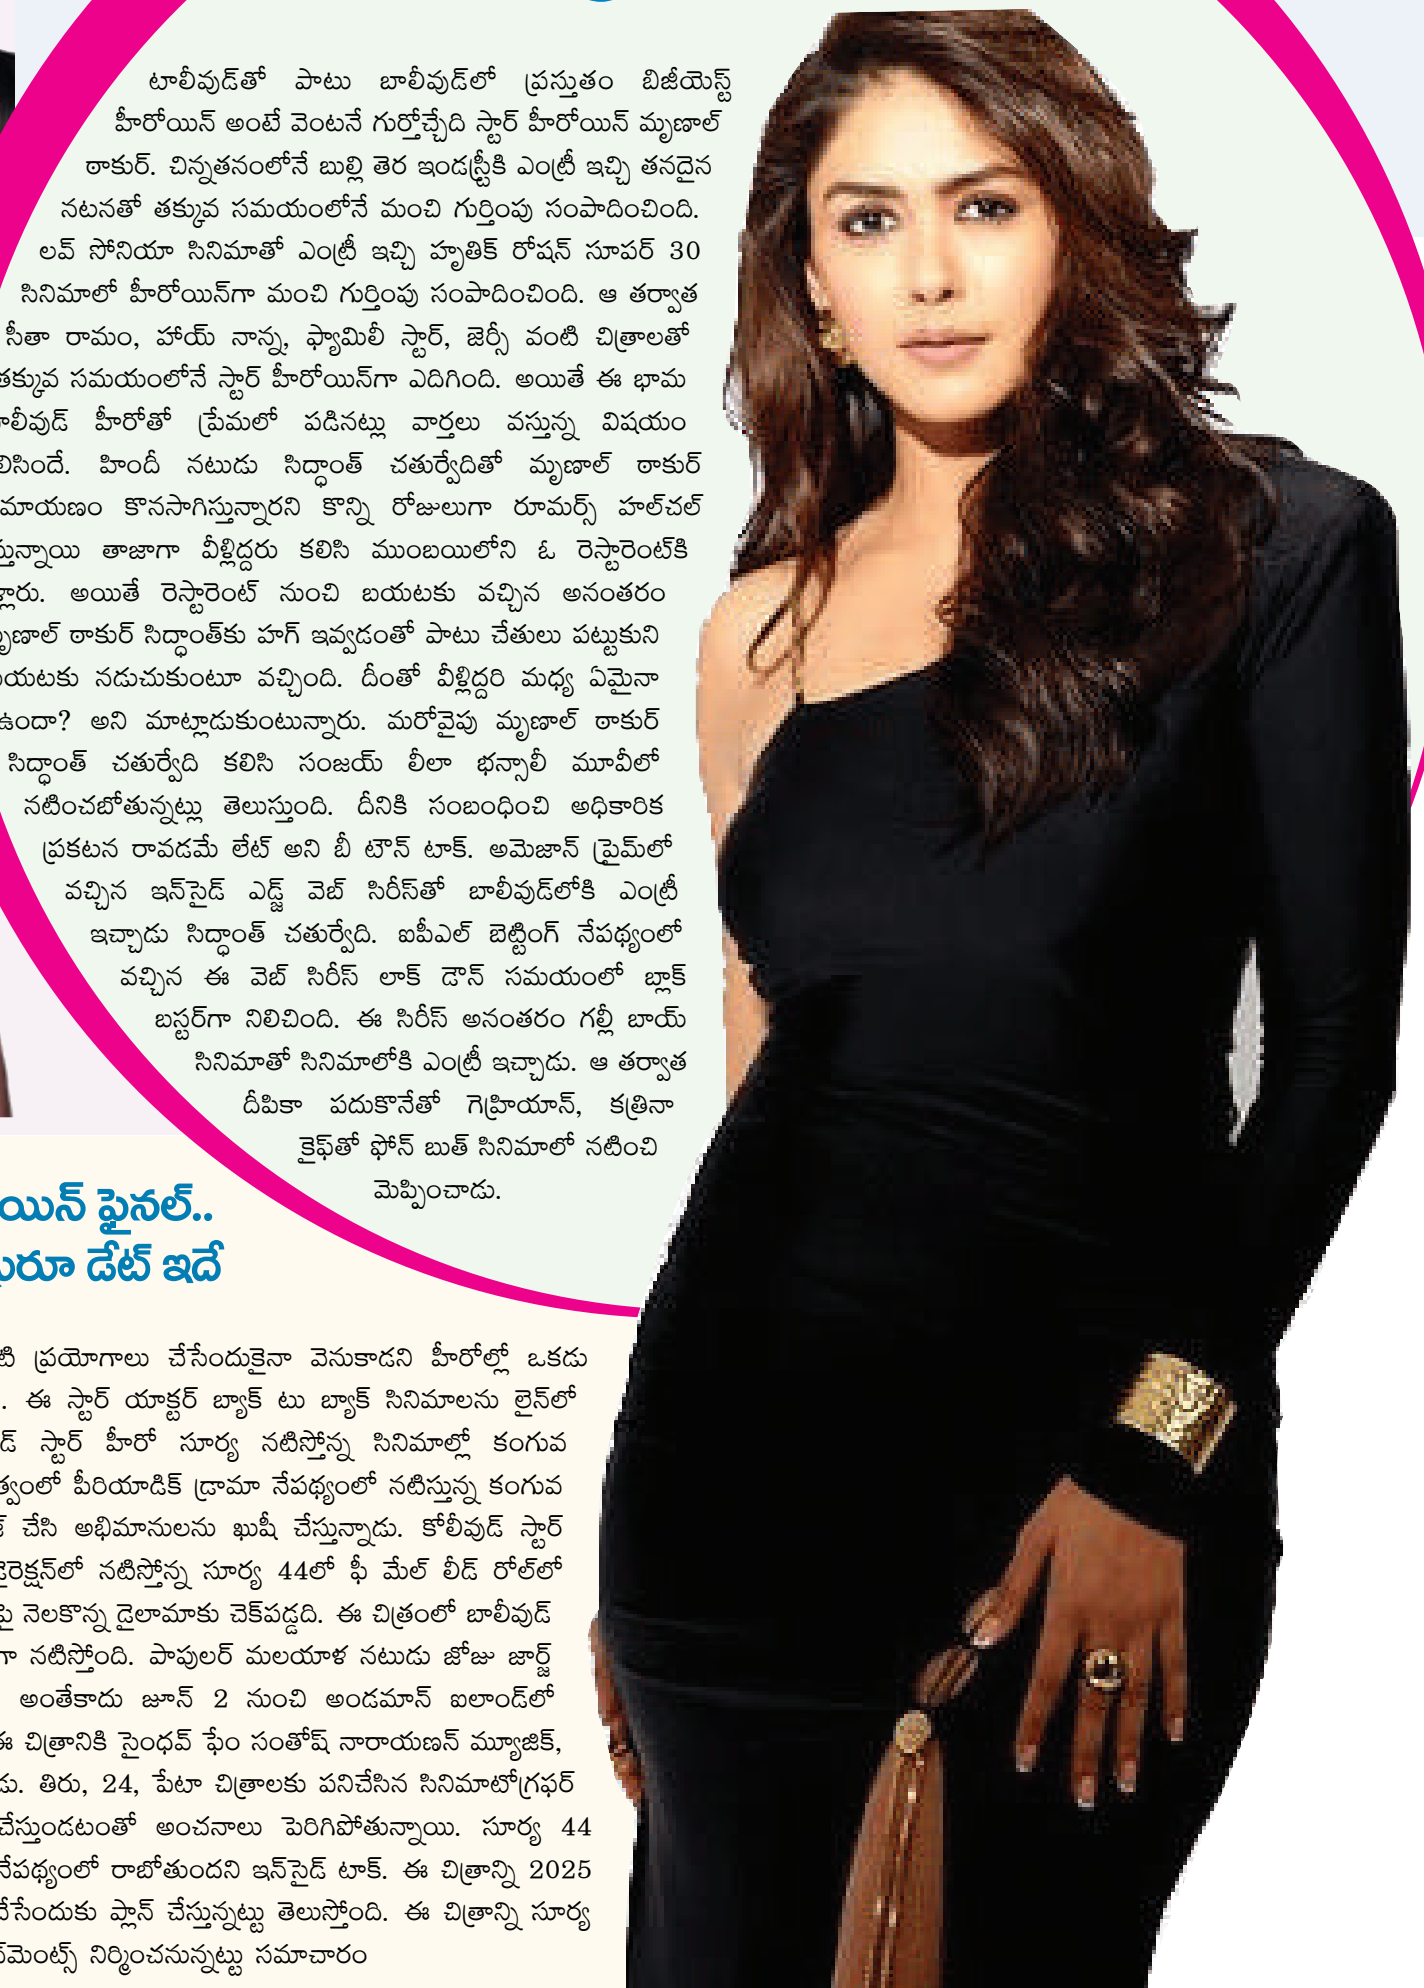 టాలీవుడ్‌తో పాటు బాలీవుడ్‌లో ప్రస్తుతం బిజీయెస్ట్
హీరోయిన్ అంటే వెంటనే గుర్తోచ్చేది స్టార్ హీరోయిన్ మృణాల్
ఠాకుర్. చిన్నతనంలోనే బుల్లి తెర ఇండస్ట్రీకి ఎంట్రీ ఇచ్చి తనదైన
నటనతో తక్కువ సమయంలోనే మంచి గుర్తింపు సంపాదించింది.
లవ్ సోనియా సినిమాతో ఎంట్రీ ఇచ్చి హృతిక్ రోషన్ సూపర్ 30
సినిమాలో హీరోయిన్‌గా మంచి గుర్తింపు సంపాదించింది. ఆ తర్వాత
సీతా రామం, హాయ్ నాన్న, ఫ్యామిలీ స్టార్, జెర్సీ వంటి చిత్రాలతో
తక్కువ సమయంలోనే స్టార్ హీరోయిన్‌గా ఎదిగింది. అయితే ఈ భామ
హీరోతో ప్రేమలో పడినట్లు వార్తలు వస్తున్న విషయం
హిందీ నటుడు సిద్ధాంత్ చతుర్వేదితో మృణాల్ ఠాకుర్
కొనసాగిస్తున్నారని కొన్ని రోజులుగా రూమర్స్ హల్‌చల్
తాజాగా వీళ్లిద్దరు కలిసి ముంబయిలోని ఓ రెస్టారెంట్‌కి
అయితే రెస్టారెంట్ నుంచి బయటకు వచ్చిన అనంతరం
ఠాకుర్ సిద్ధాంత్‌కు హగ్ ఇవ్వడంతో పాటు చేతులు పట్టుకుని
నడుచుకుంటూ వచ్చింది. దీంతో వీళ్లిద్దరి మధ్య ఏమైనా
ఉందా? అని మాట్లాడుకుంటున్నారు. మరోవైపు మృణాల్ ఠాకుర్
సిద్ధాంత్ చతుర్వేది కలిసి సంజయ్ లీలా భన్సాలీ మూవీలో
నటించబోతున్నట్లు తెలుస్తుంది. దీనికి సంబంధించి అధికారిక
ప్రకటన రావడమే లేట్ అని బీ టౌన్ టాక్. అమెజాన్ ప్రైమ్‌లో
వచ్చిన ఇన్‌సైడ్ ఎడ్జ్ వెబ్ సిరీస్‌తో బాలీవుడ్‌లోకి ఎంట్రీ
ఇచ్చాడు సిద్ధాంత్ చతుర్వేది. ఐపీఎల్ బెట్టింగ్ నేపథ్యంలో
వచ్చిన ఈ వెబ్ సిరీస్ లాక్ డౌన్ సమయంలో బ్లాక్
బస్టర్‌గా నిలిచింది. ఈ సిరీస్ అనంతరం గల్లీ బాయ్
సినిమాతో సినిమాలోకి ఎంట్రీ ఇచ్చాడు. ఆ తర్వాత
దీపికా పదుకొనేతో గెహ్రియాన్, కత్రినా
కైఫ్‌తో ఫోన్ బుత్ సినిమాలో నటించి
మెప్పించాడు.
ఫైనల్..
డేట్ ఇదే
ప్రయోగాలు చేసేందుకైనా వెనుకాడని హీరోల్లో ఒకడు
. ఈ స్టార్ యాక్టర్ బ్యాక్ టు బ్యాక్ సినిమాలను లైన్‌లో
స్టార్ హీరో సూర్య నటిస్తోన్న సినిమాల్లో కంగువ
పీరియాడిక్ డ్రామా నేపథ్యంలో నటిస్తున్న కంగువ
చేసి అభిమానులను ఖుషీ చేస్తున్నాడు. కోలీవుడ్ స్టార్
నటిస్తోన్న సూర్య 44లో ఫీ మేల్ లీడ్ రోల్‌లో
నెలకొన్న డైలామాకు చెక్‌పడ్డది. ఈ చిత్రంలో బాలీవుడ్
నటిస్తోంది. పాపులర్ మలయాళ నటుడు జోజు జార్జ్
అంతేకాదు జూన్ 2 నుంచి అండమాన్ ఐలాండ్‌లో
ఈ చిత్రానికి సైంధవ్ ఫేం సంతోష్ నారాయణన్ మ్యూజిక్,
తిరు, 24, పేటా చిత్రాలకు పనిచేసిన సినిమాటోగ్రఫర్
చేస్తుండటంతో అంచనాలు పెరిగిపోతున్నాయి. సూర్య 44
నేపథ్యంలో రాబోతుందని ఇన్‌సైడ్ టాక్. ఈ చిత్రాన్ని 2025
ప్లాన్ చేస్తున్నట్టు తెలుస్తోంది. ఈ చిత్రాన్ని సూర్య
నిర్మించనున్నట్టు సమాచారం